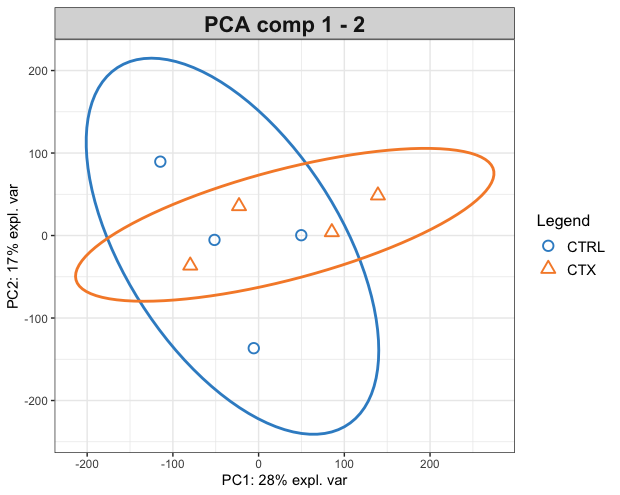 PCA comp 1 - 2
PC2: 17% expl. var
200
100
0
-100
-200
-200
-100
0
100
200
PC1: 28% expl. var
Legend
CTRL
CTX